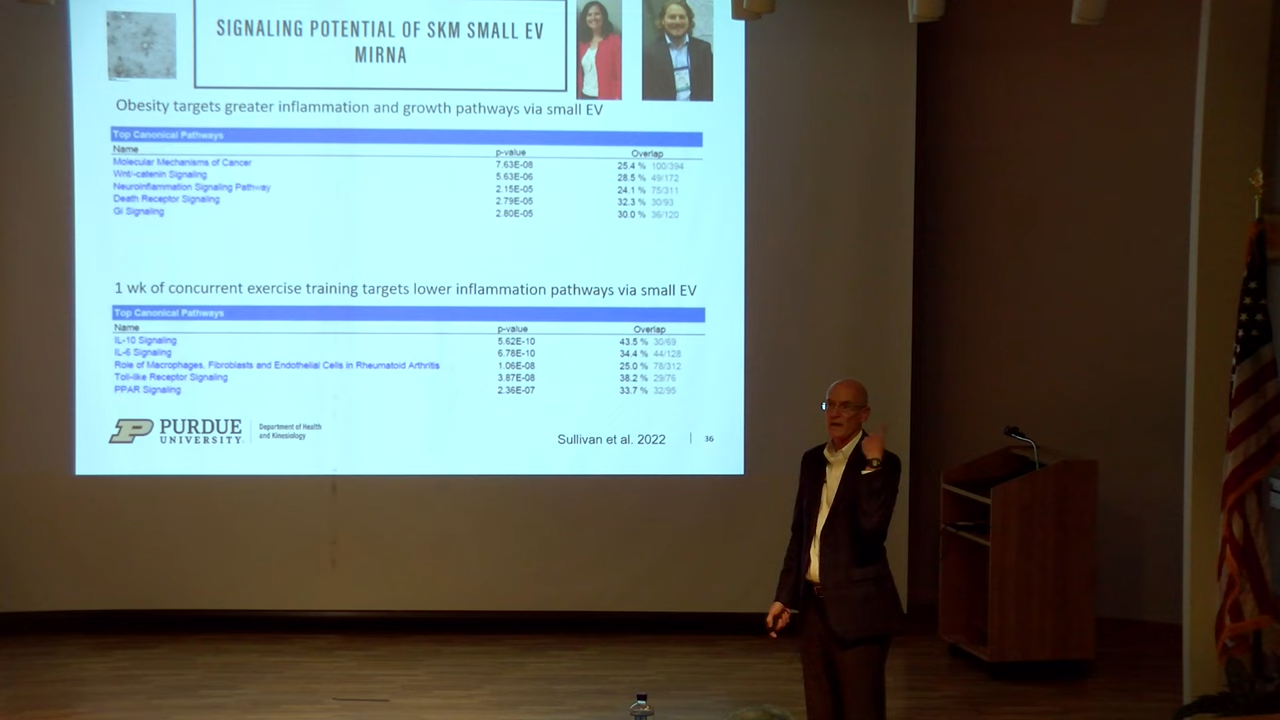 SIGNALING POTENTIAL OF SKM SMALL EV
MIRNA
Obesity targets greater inflammation and growth pathways via small EV
Top Canonical Pathways
Name p-value Overlap
Molecular Mechanisms of Cancer 7.63E-08 25.4 % 100/394
Wnt/-catenin Signaling 5.63E-06 28.5 % 49/172
Neuroinflammation Signaling Pathway 2.15E-05 24.1 % 75/311
Death Receptor Signaling 2.79E-05 32.3 % 30/93
Gi Signaling 2.80E-05 30.0 % 36/120
1 wk of concurrent exercise training targets lower inflammation pathways via small EV
Top Canonical Pathways
Name p-value Overlap
IL-10 Signaling 5.62E-10 43.5 % 30/69
IL-6 Signaling 6.78E-10 34.4 % 44/128
Role of Macrophages, Fibroblasts and Endothelial Cells in Rheumatoid Arthritis 1.06E-08 25.0 % 78/312
Toll-like Receptor Signaling 3.87E-08 38.2 % 29/76
PPAR Signaling 2.36E-07 33.7 % 32/95
PURDUE
UNIVERSITY
Department of Health
and Kinesiology
Sullivan et al. 2022 36